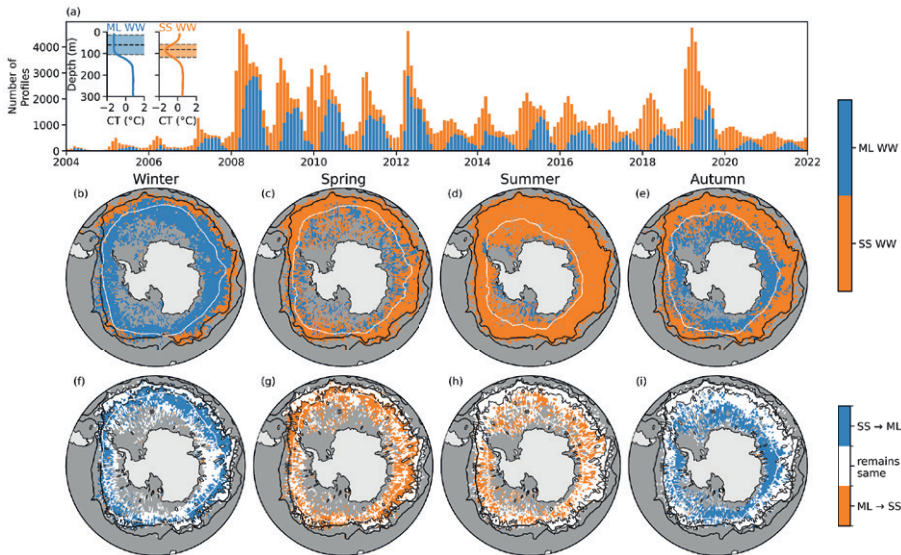 (a)
ML WW
SS WW
Number of
Profiles
4000
3000
2000
1000
0
Depth (m)
0
100
200
300
−2 0 2
−2 0 2
CT (°C)
CT (°C)
2004 2006 2008 2010 2012 2014 2016 2018 2020 2022
Winter
Spring
Summer
Autumn
(b)
(c)
(d)
(e)
ML WW
SS WW
(f)
(g)
(h)
(i)
SS → ML
remains
same
ML → SS